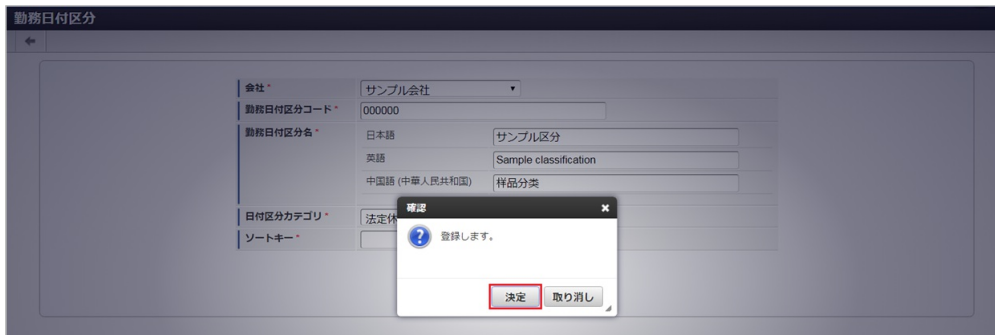 勤務日付区分
会社*
サンプル会社
勤務日付区分コード*
000000
勤務日付区分名*
日本語
サンプル区分
英語
Sample classification
中国語 (中華人民共和国)
样品分类
日付区分カテゴリ*
法定休
ソートキー*
確認
登録します。
決定
取り消し